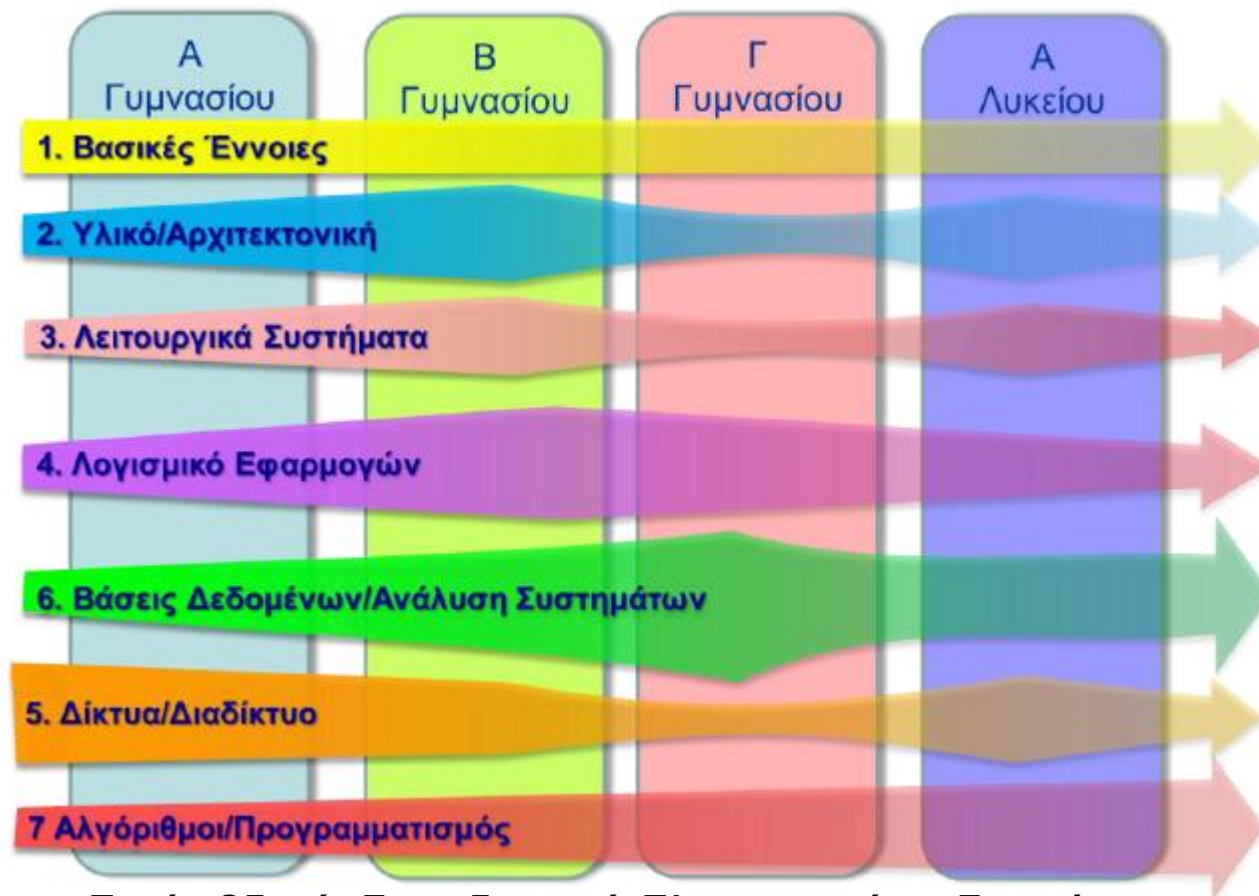 Α
Γυμνασίου
Β
Γυμνασίου
Γ
Γυμνασίου
Α
Λυκείου
1. Βασικές Έννοιες
2. Υλικό/Αρχιτεκτονική
3. Λειτουργικά Συστήματα
4. Λογισμικό Εφαρμογών
6. Βάσεις Δεδομένων/Ανάλυση Συστημάτων
5. Δίκτυα/Διαδίκτυο
7 Αλγόριθμοι/Προγραμματισμός